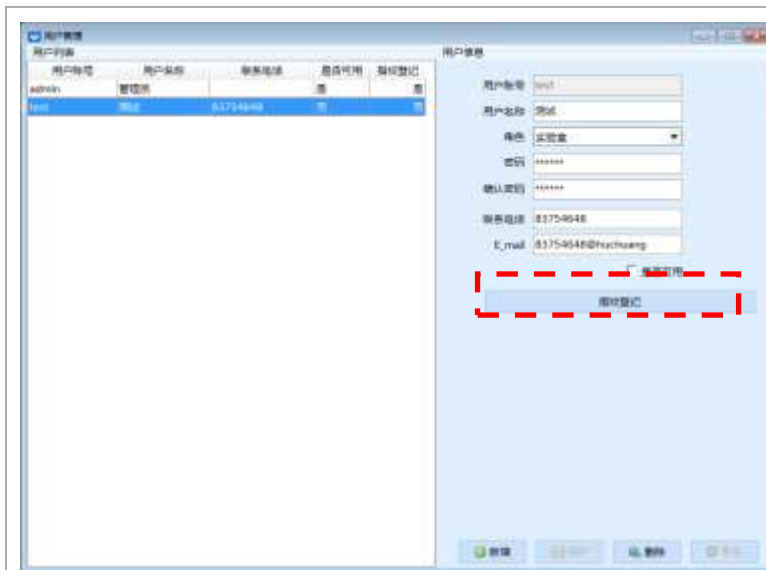 用户管理
用户列表
用户账号 用户名称 联系电话 是否可用 指纹登记
admin 管理员 是 是
test 测试 83754648 否 否
用户信息
用户账号 test
用户名称 测试
角色 实验室
密码 ******
确认密码 ******
联系电话 83754648
E_mail 83754648@huchuang
是否可用
指纹登记
新增 删除